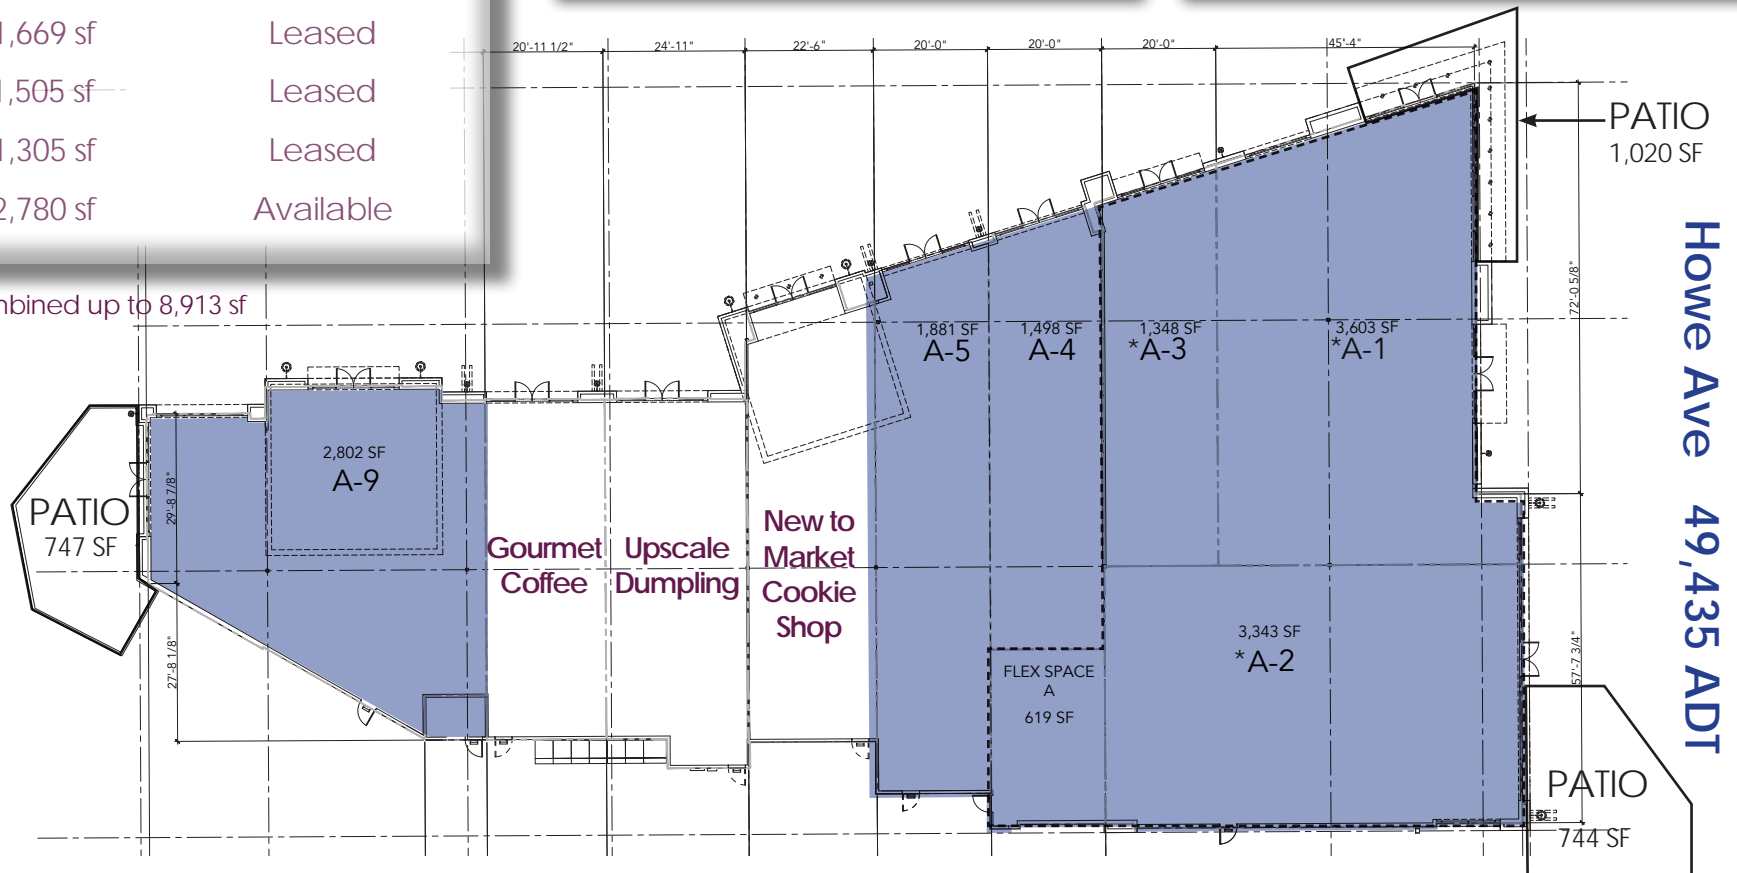 1,669 sf Leased
1,505 sf Leased
1,305 sf Leased
2,780 sf Available
up to 8,913 sf
20'-11 1/2" 24'-11" 22'-6" 20'-0" 20'-0" 20'-0" 45'-4"
PATIO
1,020 SF
72'-0 5/8"
Howe Ave 49,435 ADT
1,881 SF
A-5
1,498 SF
A-4
1,348 SF
*A-3
3,603 SF
*A-1
2,802 SF
A-9
PATIO
747 SF
29'-8 7/8"
27'-8 1/8"
Gourmet
Coffee
Upscale
Dumpling
New to
Market
Cookie
Shop
3,343 SF
*A-2
FLEX SPACE
A
619 SF
57'-7 3/4"
PATIO
744 SF